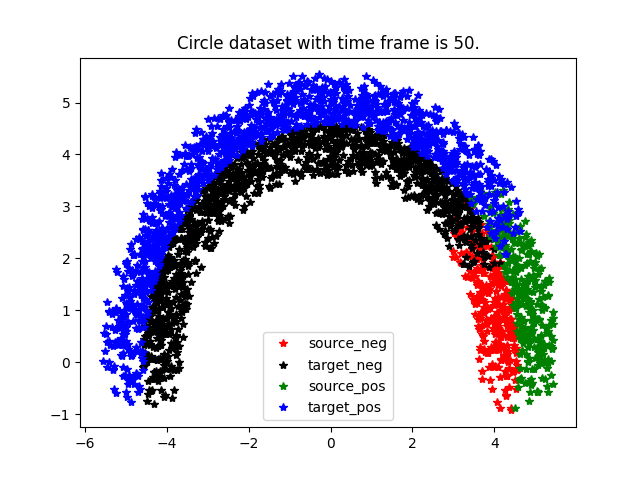 Circle dataset with time frame is 50.
5
4
3
2
1
0
−1
−6
−4
−2
0
2
4
source_neg
target_neg
source_pos
target_pos